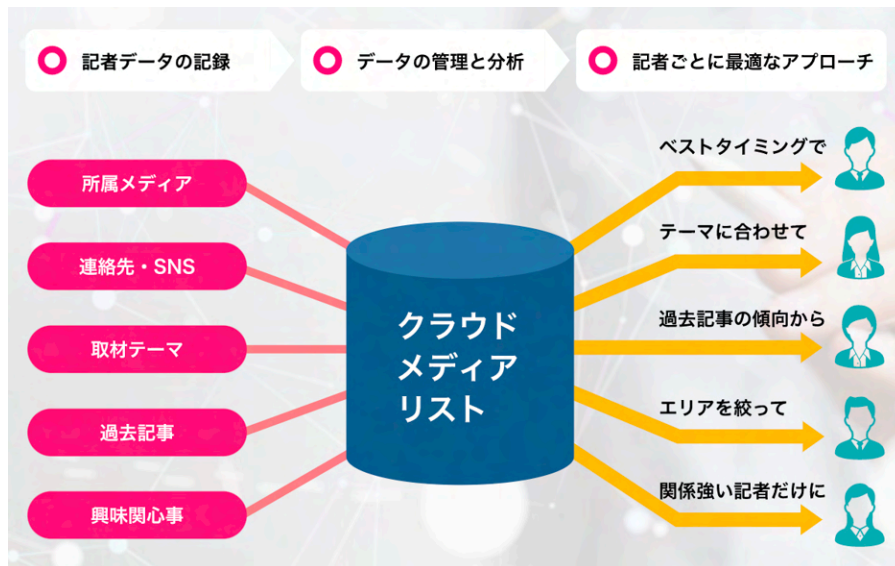 記者データの記録
データの管理と分析
記者ごとに最適なアプローチ
所属メディア
連絡先・SNS
取材テーマ
過去記事
興味関心事
クラウド
メディア
リスト
ベストタイミングで
テーマに合わせて
過去記事の傾向から
エリアを絞って
関係強い記者だけに